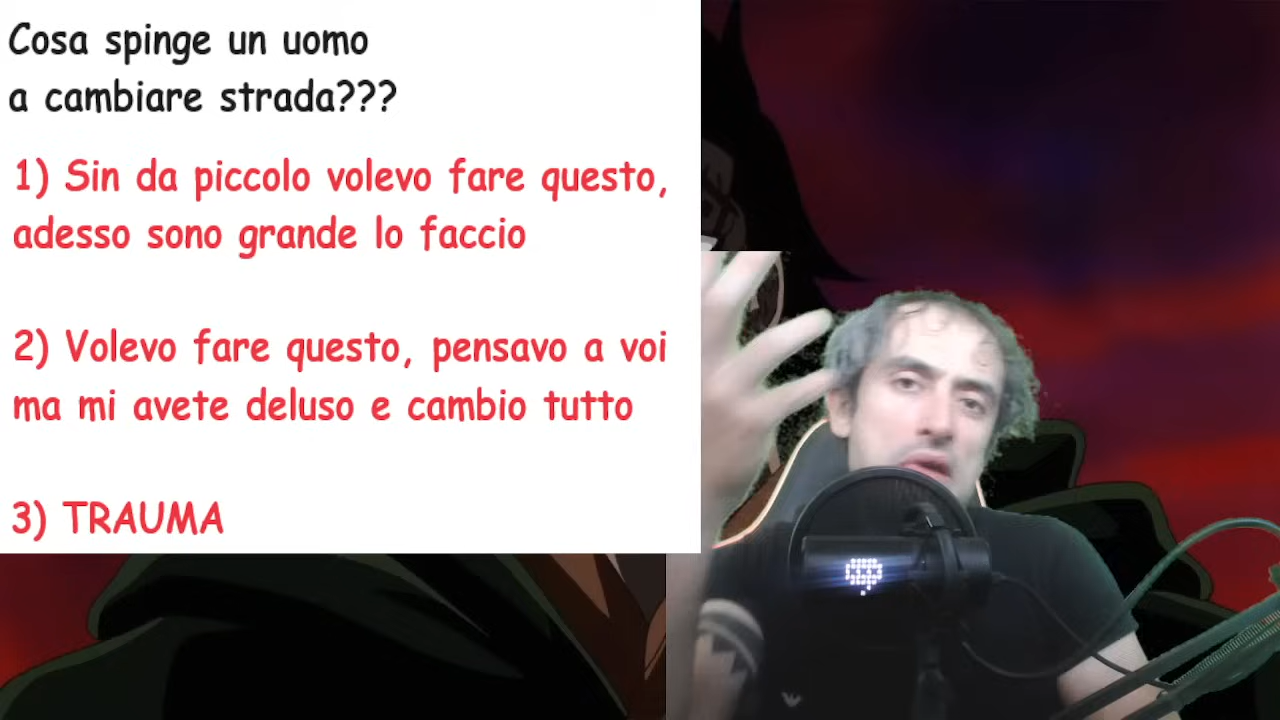 Cosa spinge un uomo
a cambiare strada???
1) Sin da piccolo volevo fare questo,
adesso sono grande lo faccio
2) Volevo fare questo, pensavo a voi
ma mi avete deluso e cambio tutto
3) TRAUMA